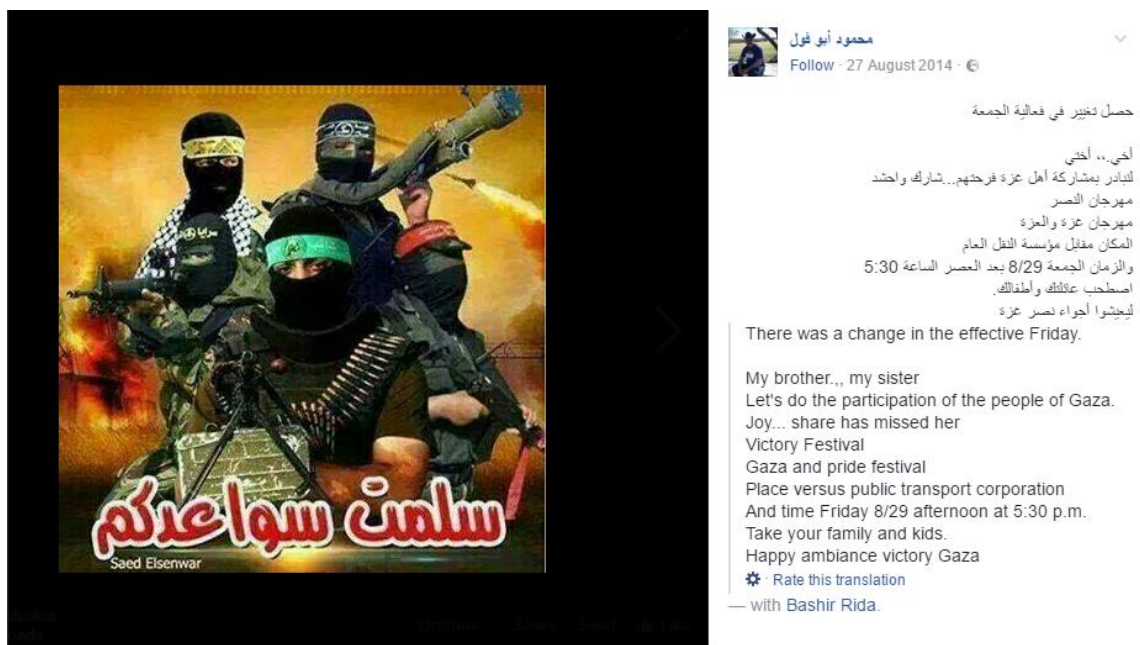 سرايا
سلمت سواعدكم
Saed Elsenwar
محمود أبو فول
Follow · 27 August 2014 ·
حصل تغيير في فعالية الجمعة
أخي.،، أختي
لنبادر بمشاركة أهل غزة فرحتهم...شارك واحشد
مهرجان النصر
مهرجان غزة والعزة
المكان مقابل مؤسسة النقل العام
والزمان الجمعة 8/29 بعد العصر الساعة 5:30
اصطحب عائلتك وأطفالك.
ليعيشوا أجواء نصر غزة
There was a change in the effective Friday.
My brother.,, my sister
Let's do the participation of the people of Gaza.
Joy... share has missed her
Victory Festival
Gaza and pride festival
Place versus public transport corporation
And time Friday 8/29 afternoon at 5:30 p.m.
Take your family and kids.
Happy ambiance victory Gaza
· Rate this translation
— with Bashir Rida.